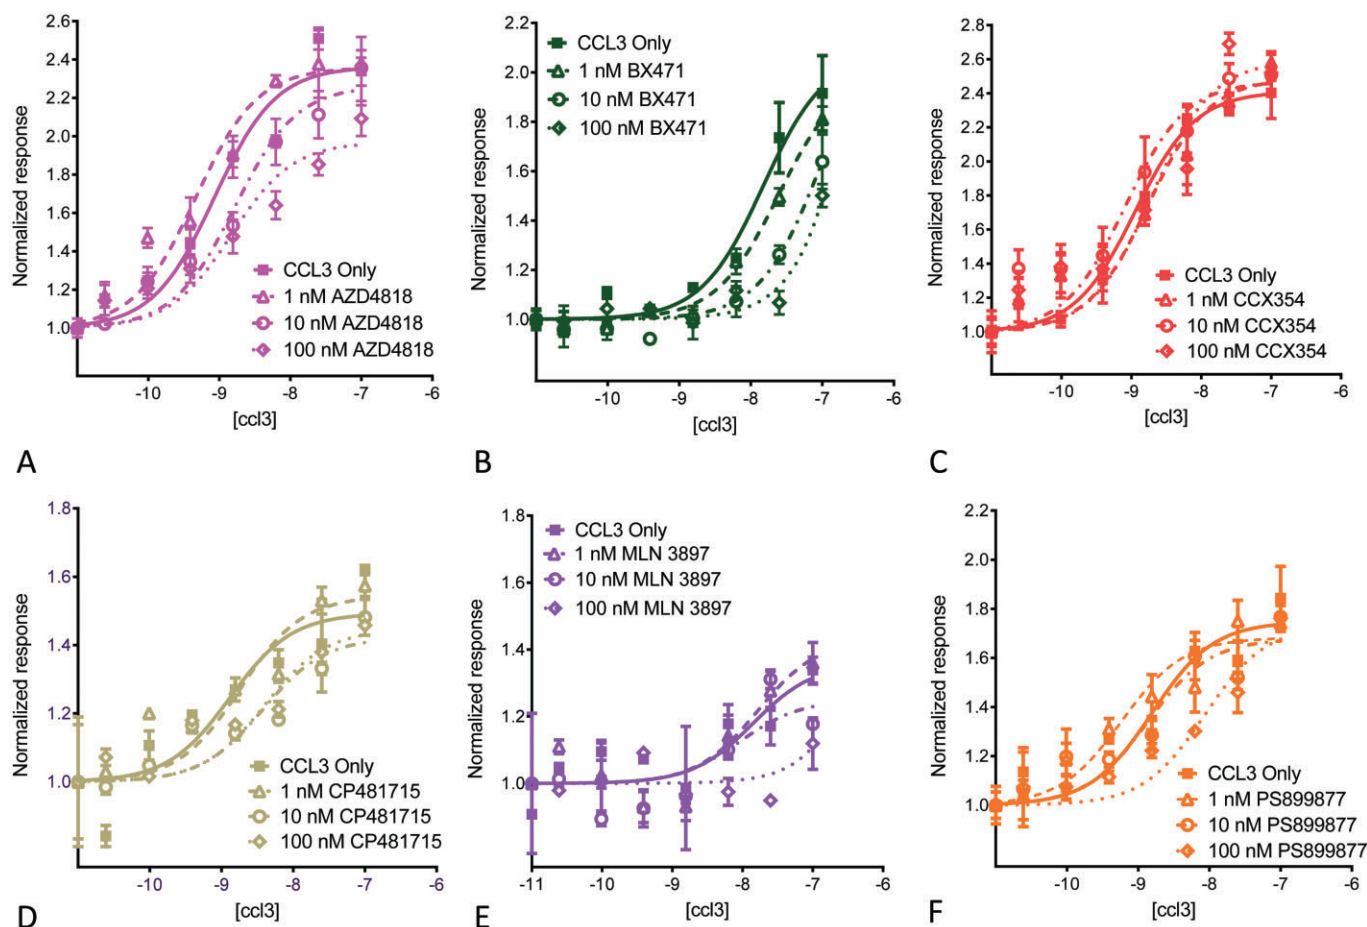 2.6
2.4
2.2
2.0
1.8
1.6
1.4
1.2
1.0
Normalized response
CCL3 Only
1 nM AZD4818
10 nM AZD4818
100 nM AZD4818
-10 -9 -8 -7 -6
[ccl3]
A
2.2
2.0
1.8
1.6
1.4
1.2
1.0
Normalized response
CCL3 Only
1 nM BX471
10 nM BX471
100 nM BX471
-10 -9 -8 -7 -6
[ccl3]
B
2.8
2.6
2.4
2.2
2.0
1.8
1.6
1.4
1.2
1.0
Normalized response
CCL3 Only
1 nM CCX354
10 nM CCX354
100 nM CCX354
-10 -9 -8 -7 -6
[ccl3]
C
1.8
1.6
1.4
1.2
1.0
Normalized response
CCL3 Only
1 nM CP481715
10 nM CP481715
100 nM CP481715
-10 -9 -8 -7 -6
[ccl3]
D
1.8
1.6
1.4
1.2
1.0
Normalized response
CCL3 Only
1 nM MLN 3897
10 nM MLN 3897
100 nM MLN 3897
-11 -10 -9 -8 -7 -6
[ccl3]
E
2.2
2.0
1.8
1.6
1.4
1.2
1.0
Normalized response
CCL3 Only
1 nM PS899877
10 nM PS899877
100 nM PS899877
-10 -9 -8 -7 -6
[ccl3]
F